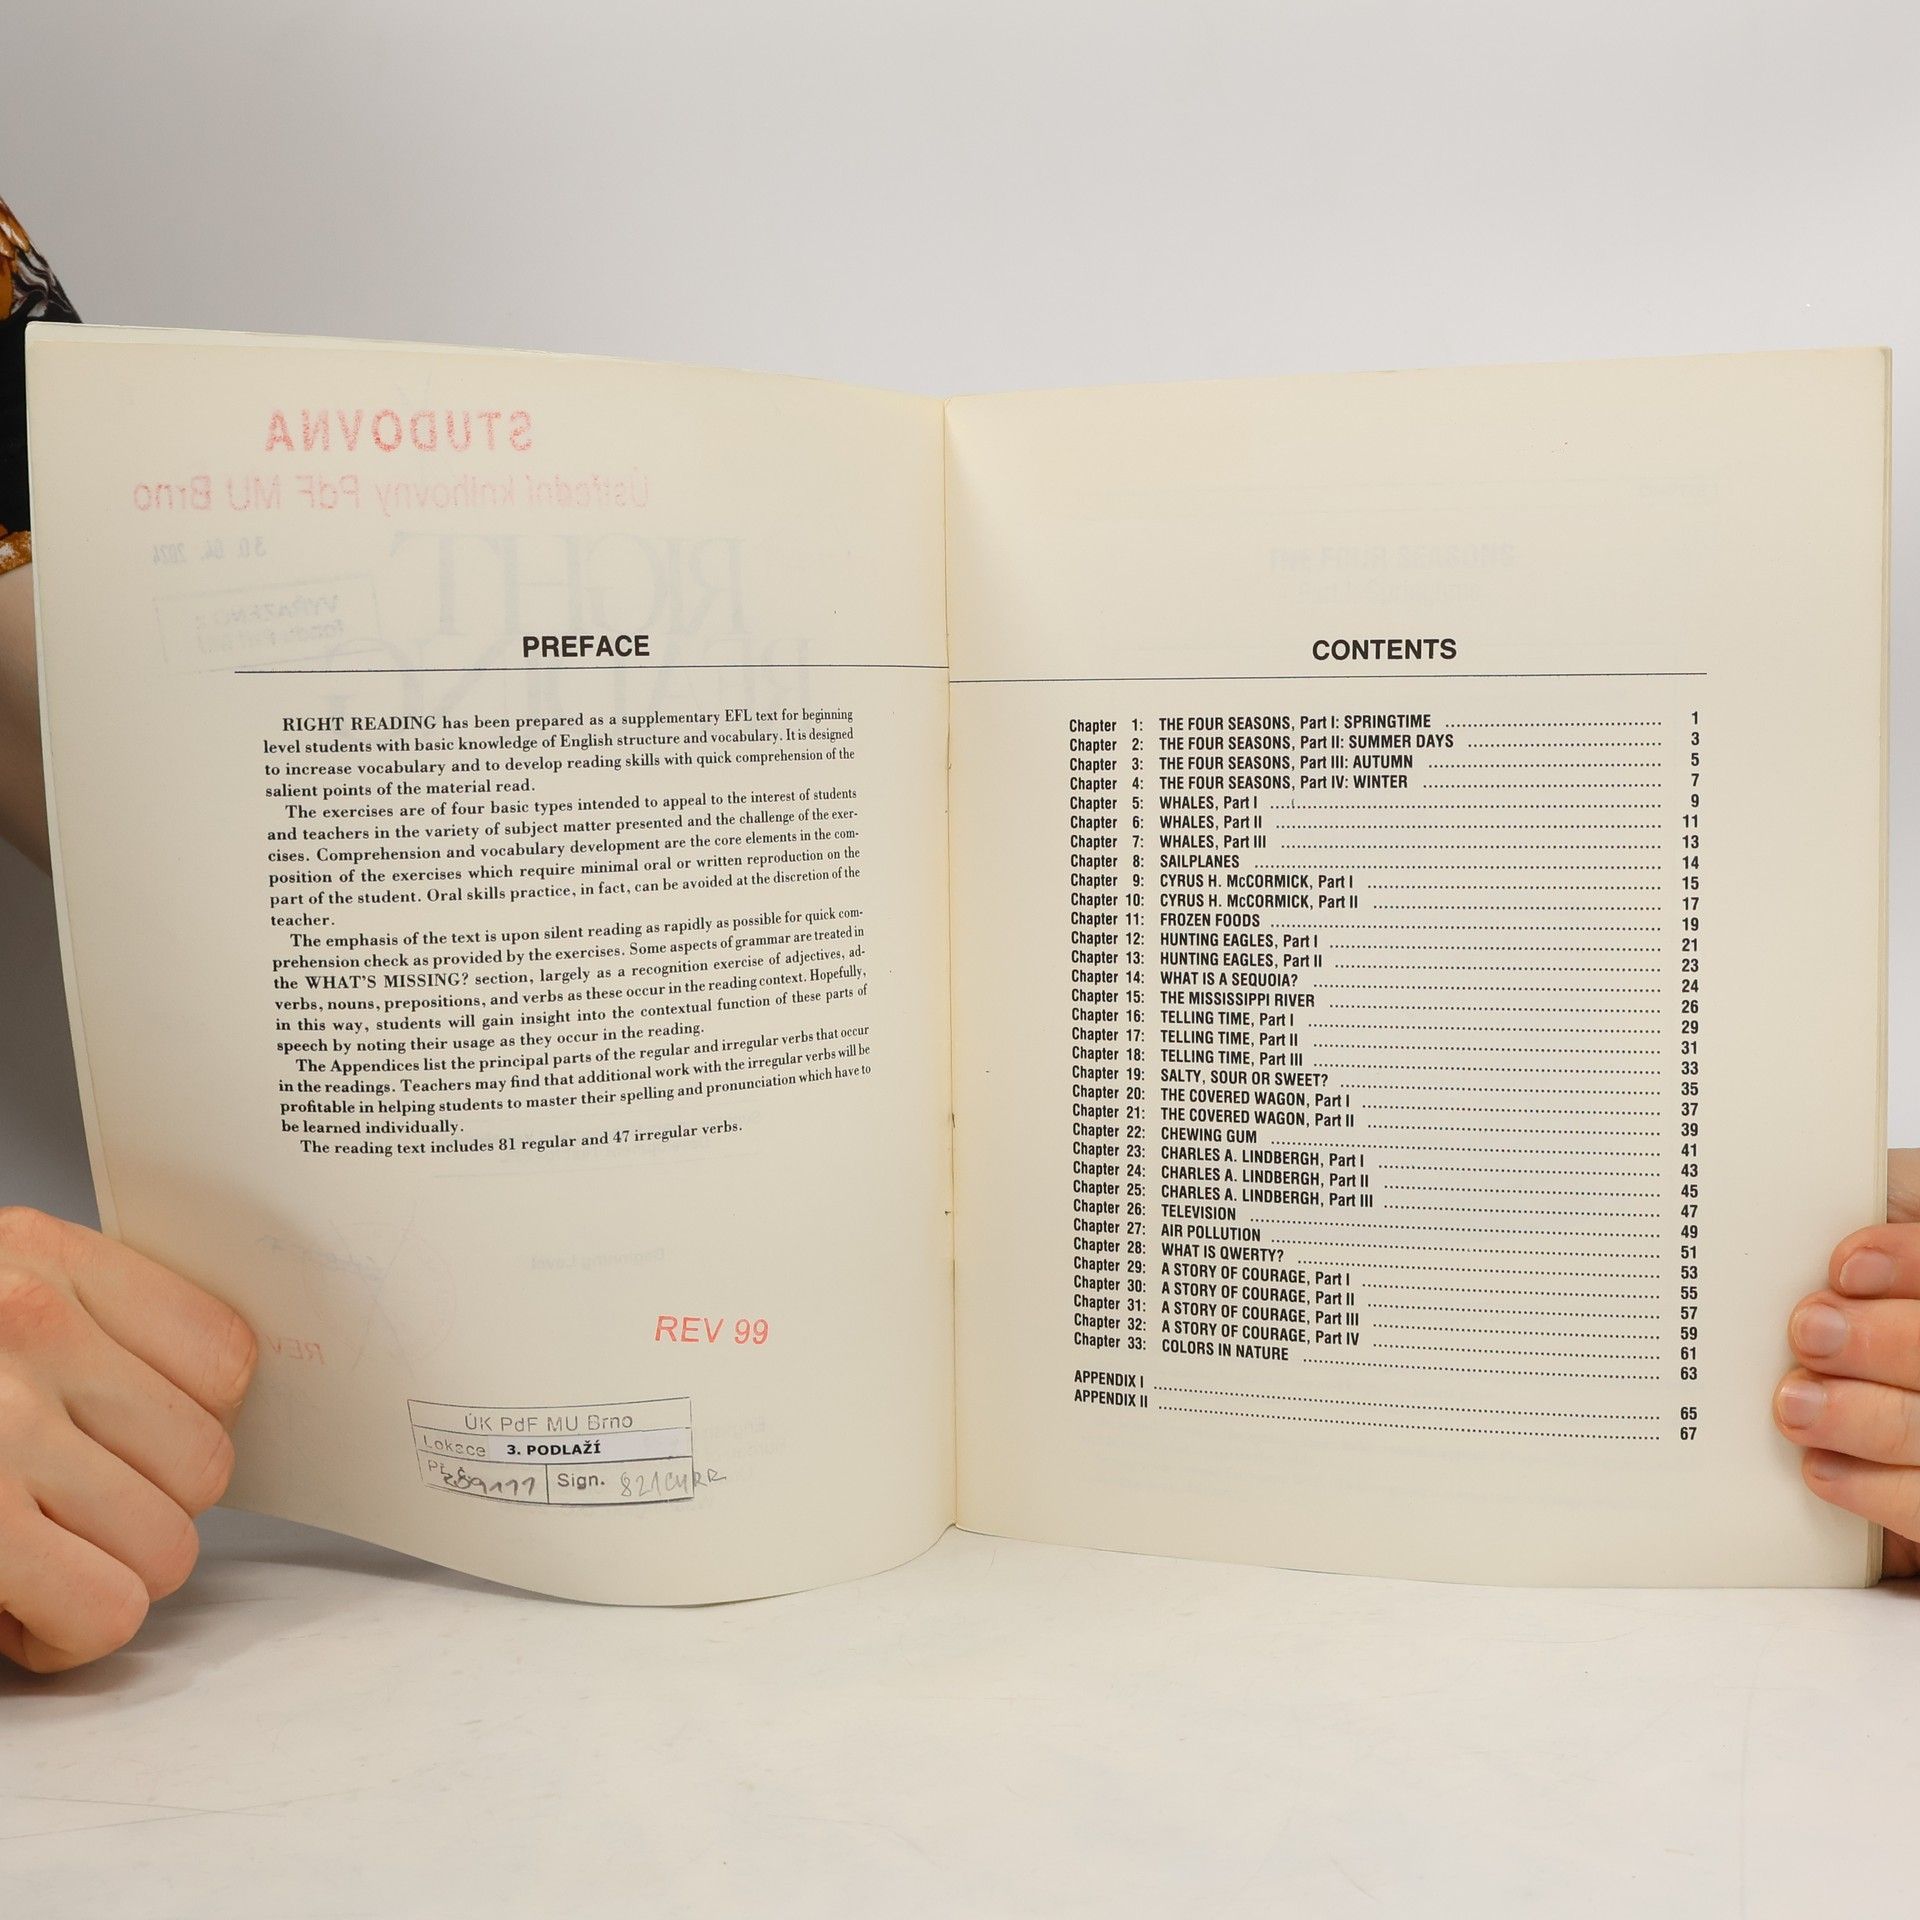 STUDOVNA
Ústřední knihovny PdF MU Brno
30. 04. 2024
RIGHT
PREFACE
RIGHT READING has been prepared as a supplementary EFL text for beginning
level students with basic knowledge of English structure and vocabulary. It is designed
to increase vocabulary and to develop reading skills with quick comprehension of the
salient points of the material read.
The exercises are of four basic types intended to appeal to the interest of students
and teachers in the variety of subject matter presented and the challenge of the exer-
cises. Comprehension and vocabulary development are the core elements in the com-
position of the exercises which require minimal oral or written reproduction on the
part of the student. Oral skills practice, in fact, can be avoided at the discretion of the
teacher.
The emphasis of the text is upon silent reading as rapidly as possible for quick com-
prehension check as provided by the exercises. Some aspects of grammar are treated in
the WHAT'S MISSING? section, largely as a recognition exercise of adjectives, ad-
verbs, nouns, prepositions, and verbs as these occur in the reading context. Hopefully,
in this way, students will gain insight into the contextual function of these parts of
speech by noting their usage as they occur in the reading.
The Appendices list the principal parts of the regular and irregular verbs that occur
in the readings. Teachers may find that additional work with the irregular verbs will be
profitable in helping students to master their spelling and pronunciation which have to
be learned individually.
The reading text includes 81 regular and 47 irregular verbs.
REV 99
ÚK PdF MU Brno
Lokace 3. PODLAŽÍ
Sign.
CONTENTS
Chapter 1: THE FOUR SEASONS, Part I: SPRINGTIME 1
Chapter 2: THE FOUR SEASONS, Part II: SUMMER DAYS 3
Chapter 3: THE FOUR SEASONS, Part III: AUTUMN 5
Chapter 4: THE FOUR SEASONS, Part IV: WINTER 7
Chapter 5: WHALES, Part I 9
Chapter 6: WHALES, Part II 11
Chapter 7: WHALES, Part III 13
Chapter 8: SAILPLANES 14
Chapter 9: CYRUS H. McCORMICK, Part I 15
Chapter 10: CYRUS H. McCORMICK, Part II 17
Chapter 11: FROZEN FOODS 19
Chapter 12: HUNTING EAGLES, Part I 21
Chapter 13: HUNTING EAGLES, Part II 23
Chapter 14: WHAT IS A SEQUOIA? 24
Chapter 15: THE MISSISSIPPI RIVER 26
Chapter 16: TELLING TIME, Part I 29
Chapter 17: TELLING TIME, Part II 31
Chapter 18: TELLING TIME, Part III 33
Chapter 19: SALTY, SOUR OR SWEET? 35
Chapter 20: THE COVERED WAGON, Part I 37
Chapter 21: THE COVERED WAGON, Part II 39
Chapter 22: CHEWING GUM 41
Chapter 23: CHARLES A. LINDBERGH, Part I 43
Chapter 24: CHARLES A. LINDBERGH, Part II 45
Chapter 25: CHARLES A. LINDBERGH, Part III 47
Chapter 26: TELEVISION 49
Chapter 27: AIR POLLUTION 51
Chapter 28: WHAT IS QWERTY? 53
Chapter 29: A STORY OF COURAGE, Part I 55
Chapter 30: A STORY OF COURAGE, Part II 57
Chapter 31: A STORY OF COURAGE, Part III 59
Chapter 32: A STORY OF COURAGE, Part IV 61
Chapter 33: COLORS IN NATURE 63
APPENDIX I 65
APPENDIX II 67